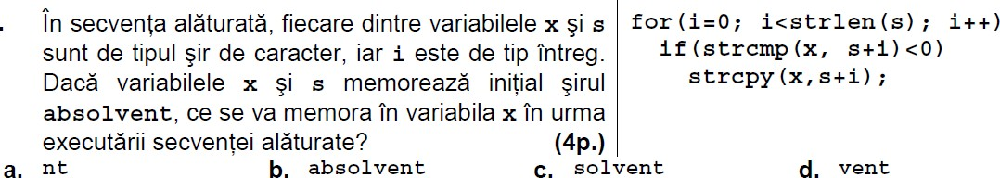 . În secvența alăturată, fiecare dintre variabilele x și s
sunt de tipul șir de caracter, iar i este de tip întreg.
Dacă variabilele x și s memorează inițial șirul
absolvent, ce se va memora în variabila x în urma
executării secvenței alăturate? (4p.)
for(i=0; i<strlen(s); i++)
if(strcmp(x, s+i)<0)
strcpy(x,s+i);
a. nt b. absolvent c. solvent d. vent